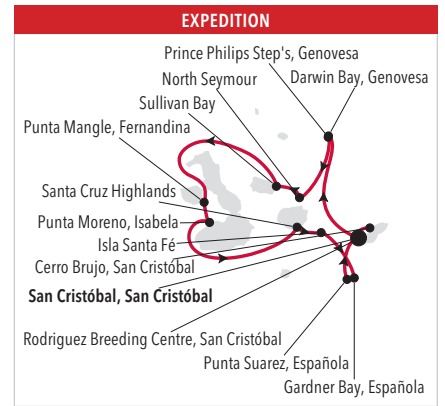 EXPEDITION
Prince Philips Step's, Genovesa
North Seymour
Darwin Bay, Genovesa
Sullivan Bay
Punta Mangle, Fernandina
Santa Cruz Highlands
Punta Moreno, Isabela
Isla Santa Fé
Cerro Brujo, San Cristóbal
San Cristóbal, San Cristóbal
Rodriguez Breeding Centre, San Cristóbal
Punta Suarez, Española
Gardner Bay, Española